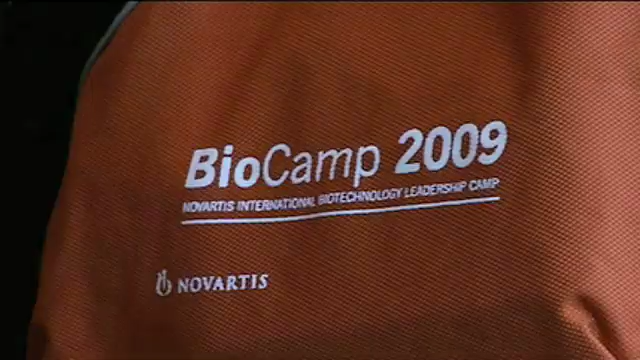 BioCamp 2009
NOVARTIS INTERNATIONAL BIOTECHNOLOGY LEADERSHIP CAMP
NOVARTIS